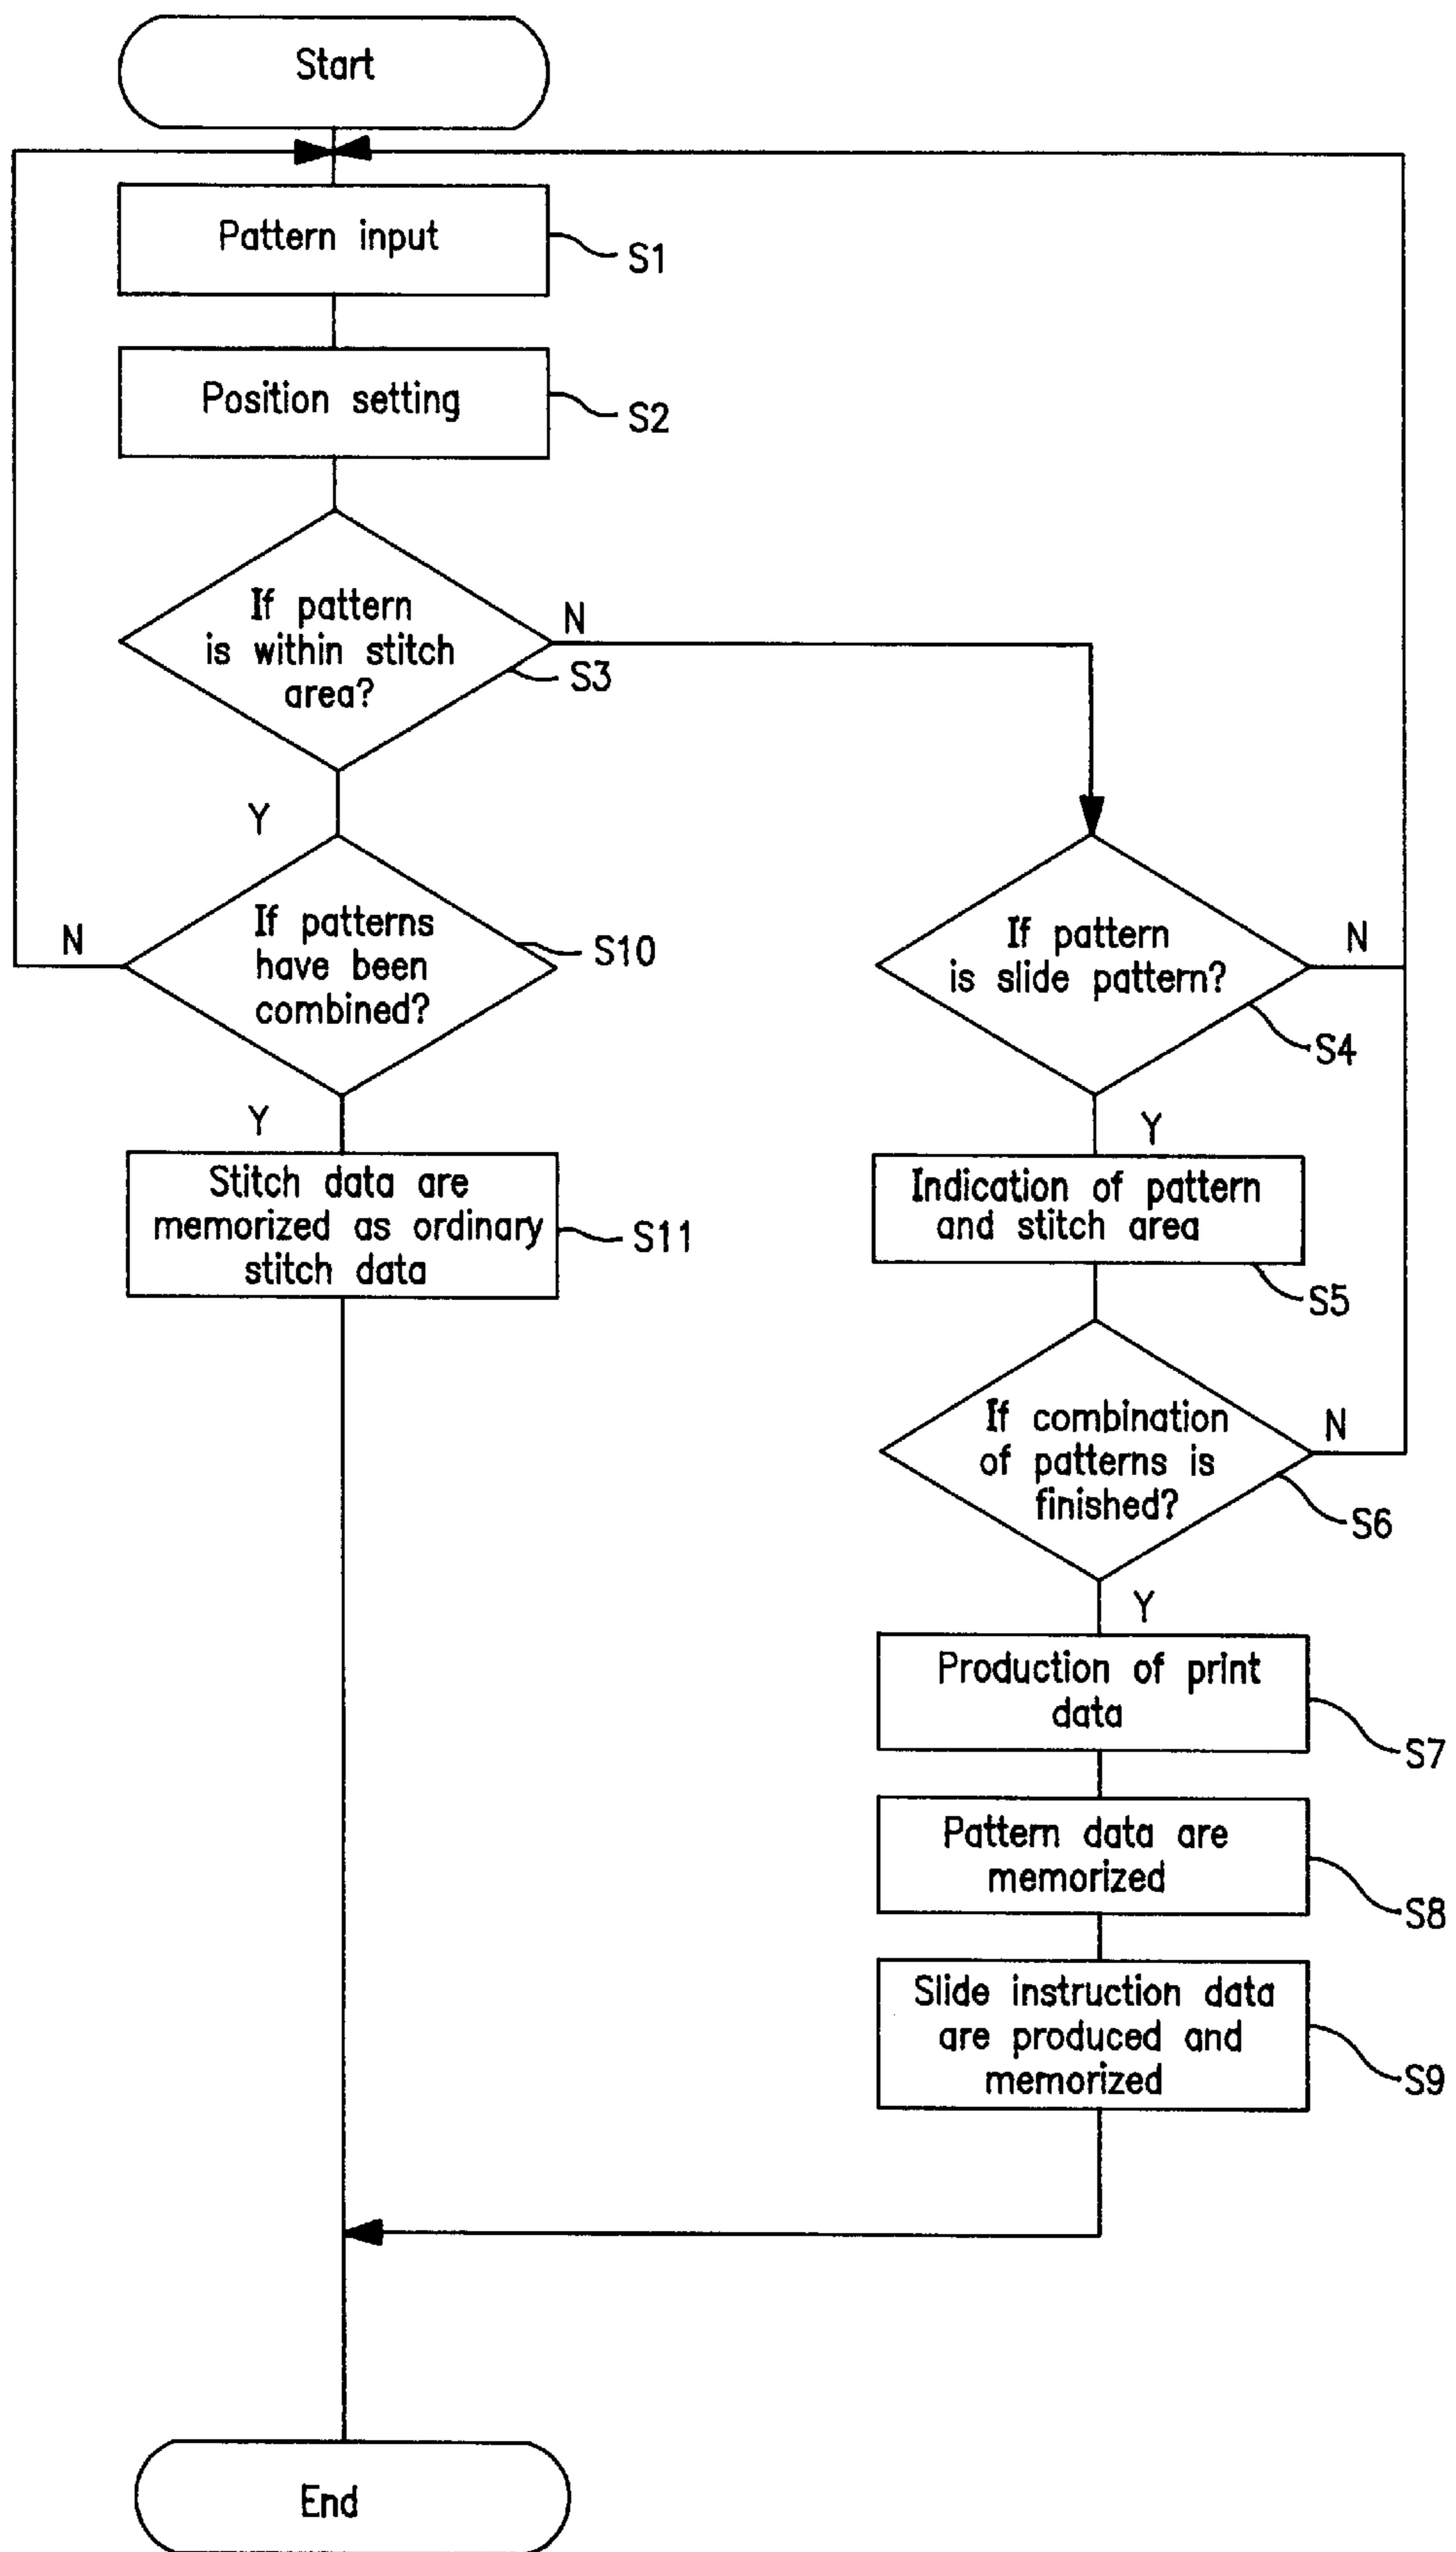 Start
Pattern input
S1
Position setting
S2
If pattern
is within stitch
area?
N
S3
Y
If patterns
have been
combined?
N
S10
Y
Stitch data are
memorized as ordinary
stitch data
S11
If pattern
is slide pattern?
N
S4
Y
Indication of pattern
and stitch area
S5
If combination
of patterns is
finished?
N
S6
Y
Production of print
data
S7
Pattern data are
memorized
S8
Slide instruction data
are produced and
memorized
S9
End